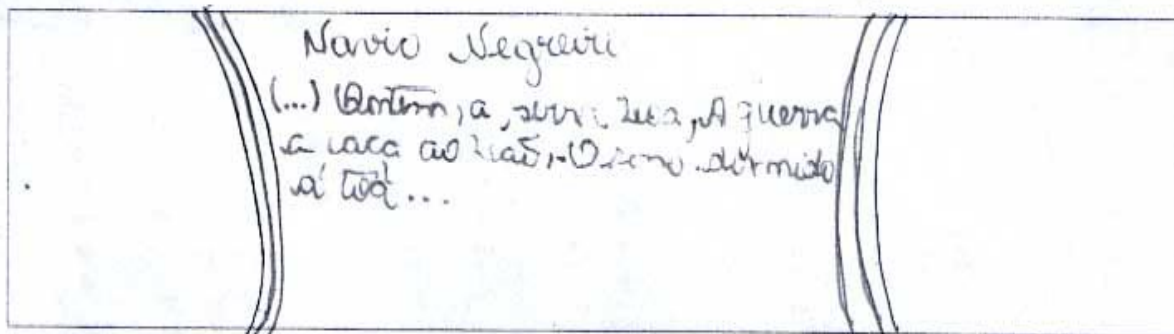 Navio Negreiro
(...) Ontem, a serra Leoa, A guerra
a caça ao leão, O sono dormido
á toa...